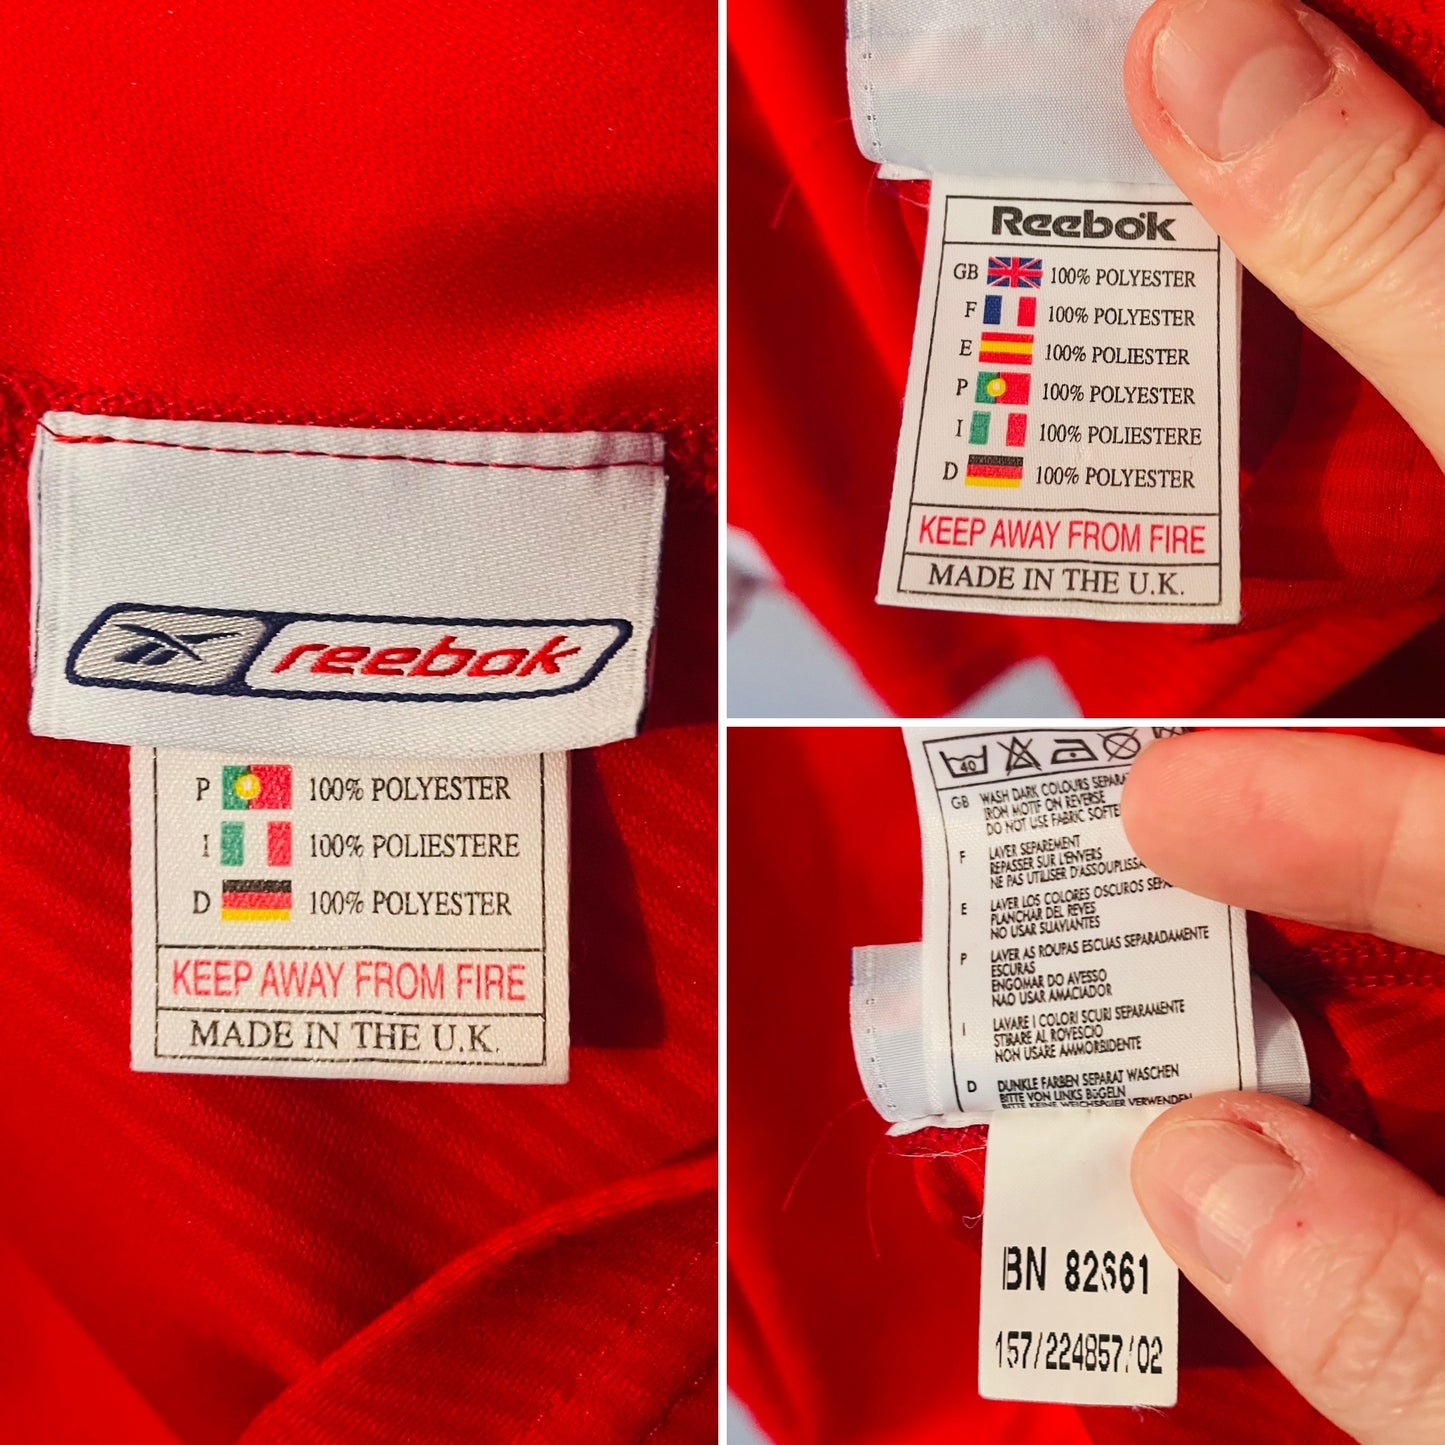 reebok
P 100% POLYESTER
I 100% POLIESTERE
D 100% POLYESTER
KEEP AWAY FROM FIRE
MADE IN THE U.K.
Reebok
GB 100% POLYESTER
F 100% POLYESTER
E 100% POLIESTER
P 100% POLYESTER
I 100% POLIESTERE
D 100% POLYESTER
KEEP AWAY FROM FIRE
MADE IN THE U.K.
40
GB WASH DARK COLOURS
IRON MOTIF ON REVERSE
DO NOT USE FABRIC
F LAVER SEPAREMENT
REPASSER SUR L'ENVERS
NE PAS UTILISER
E LAVER LOS COLORES OSCUROS
PLANCHAR DEL REVES
NO USAR SUAVIANTES
P LAVER AS ROUPAS ESCUAS SEPARADAMENTE
ESCURAS
ENGOMAR DO AVESSO
NAO USAR AMACIADOR
I LAVARE I COLORI SCURI SEPARAMENTE
STIRARE AL ROVESCIO
NON USARE AMMORBIDENTE
D DUNKLE FARBEN SEPARAT WASCHEN
BITTE VON LINKS BÜGELN
BITTE KEINE WEICHSPÜLER VERWENDEN
BN 82661
157/224857/02